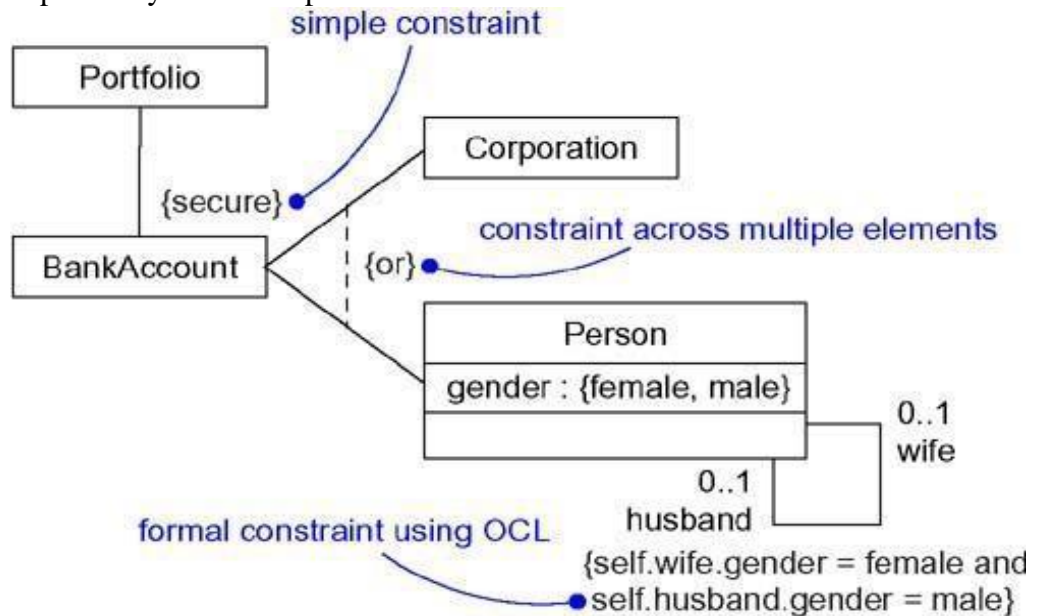 simple constraint
Portfolio
Corporation
{secure}
constraint across multiple elements
BankAccount
{or}
Person
gender : {female, male}
0..1
wife
0..1
husband
formal constraint using OCL
{self.wife.gender = female and
self.husband.gender = male}